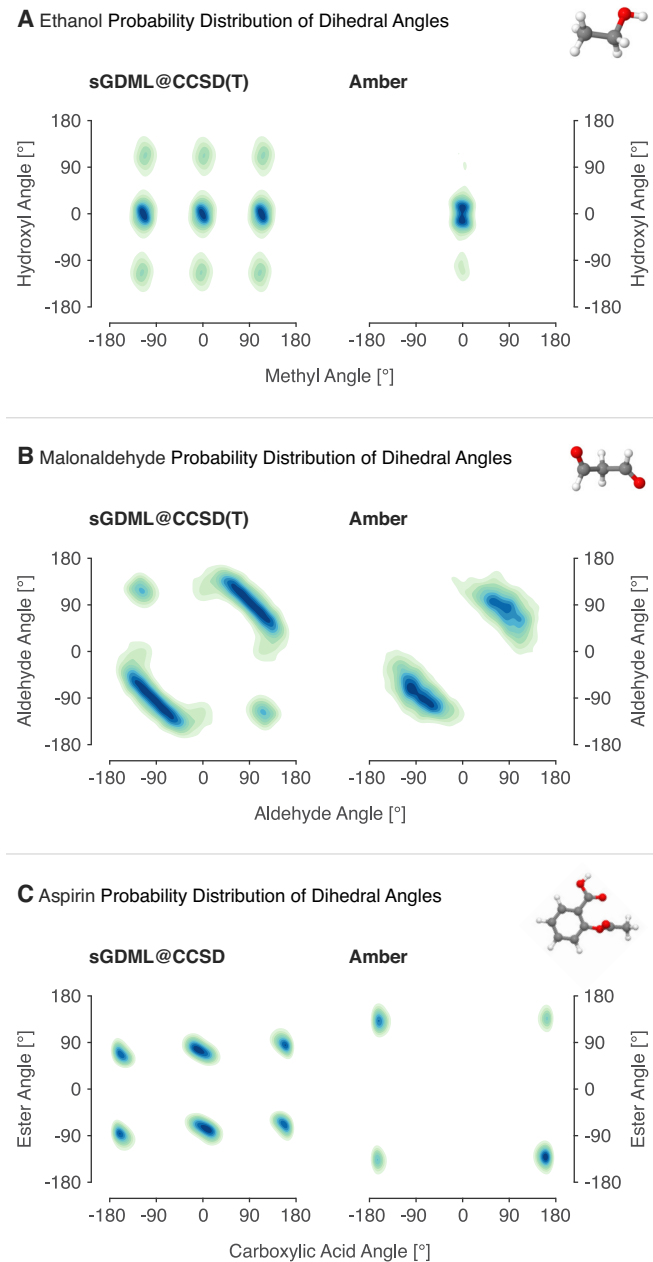 A Ethanol Probability Distribution of Dihedral Angles
sGDML@CCSD(T) Amber
180 180
90 90
0 0
-90 -90
-180 -180
Hydroxyl Angle [°] Hydroxyl Angle [°]
-180 -90 0 90 180 -180 -90 0 90 180
Methyl Angle [°]
B Malonaldehyde Probability Distribution of Dihedral Angles
sGDML@CCSD(T) Amber
180 180
90 90
0 0
-90 -90
-180 -180
Aldehyde Angle [°] Aldehyde Angle [°]
-180 -90 0 90 180 -180 -90 0 90 180
Aldehyde Angle [°]
C Aspirin Probability Distribution of Dihedral Angles
sGDML@CCSD Amber
180 180
90 90
0 0
-90 -90
-180 -180
Ester Angle [°] Ester Angle [°]
-180 -90 0 90 180 -180 -90 0 90 180
Carboxylic Acid Angle [°]